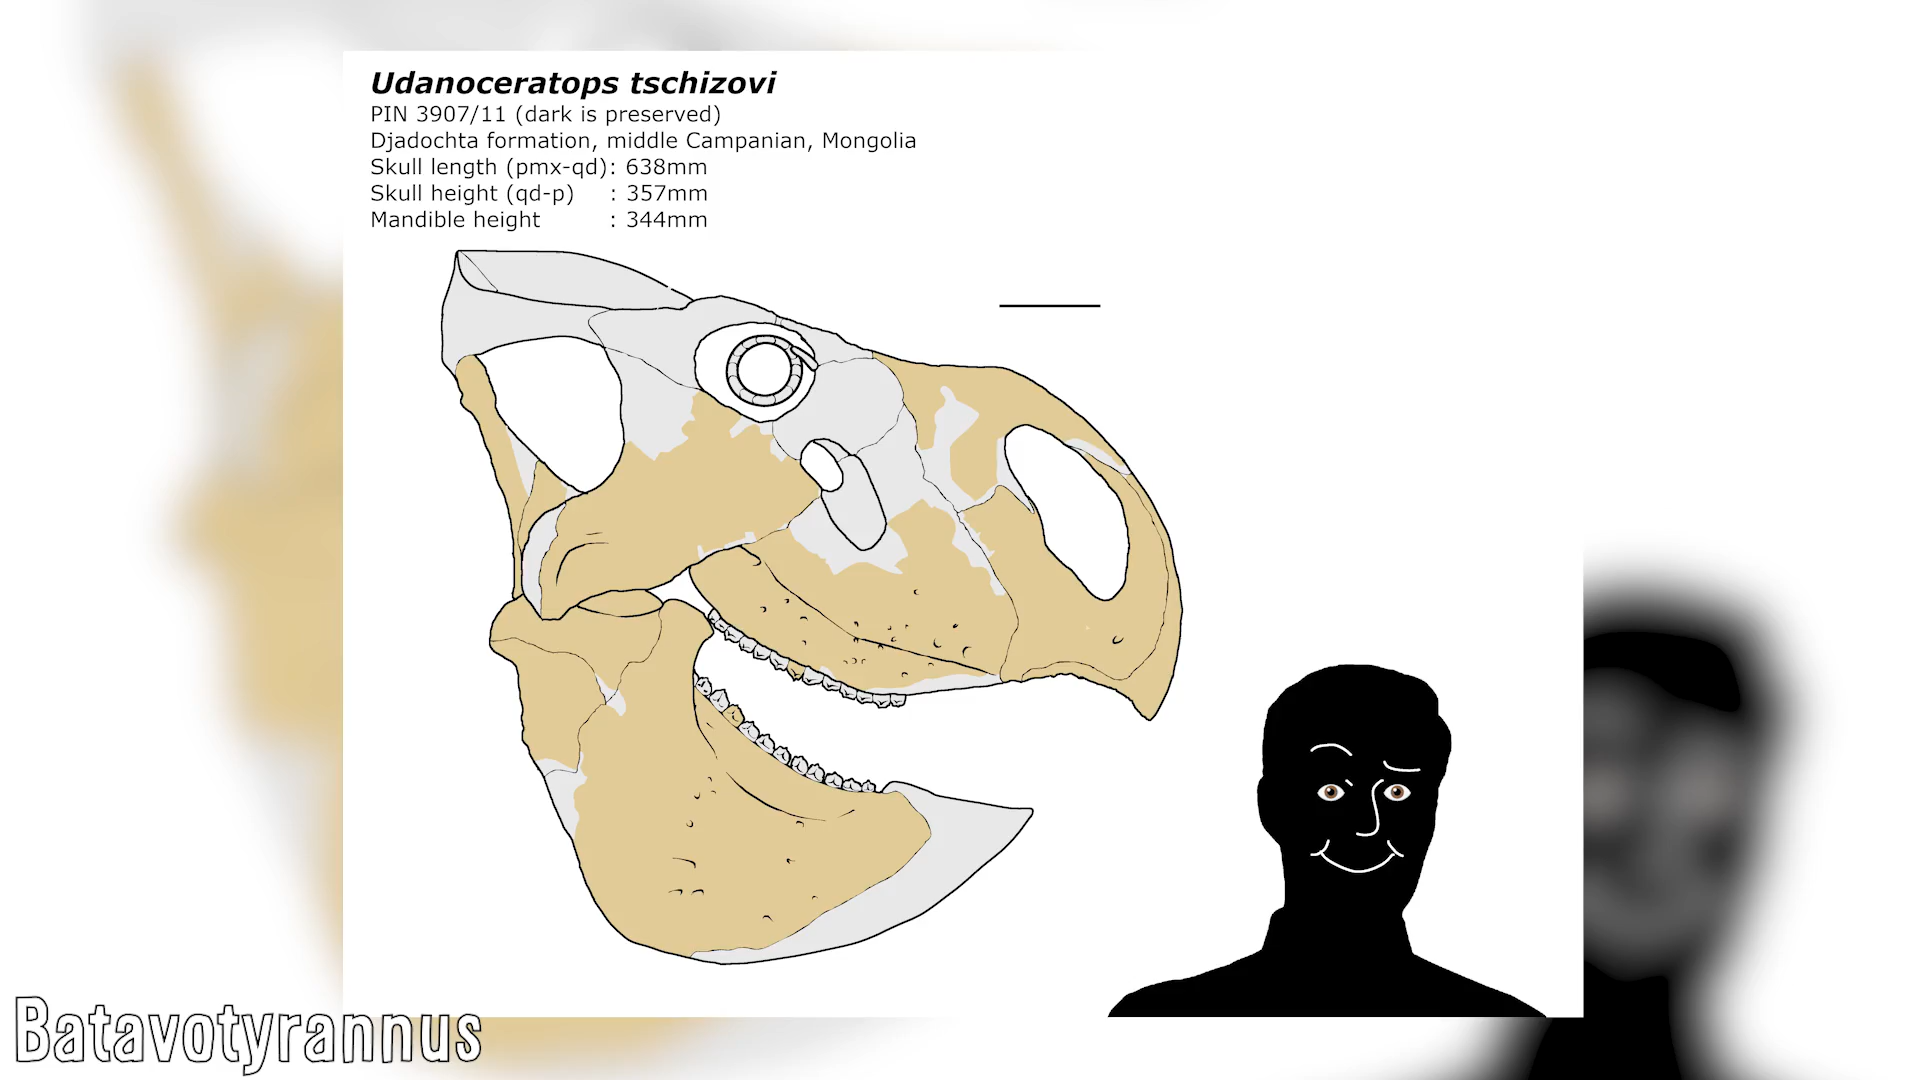 Udanoceratops tschizovi
PIN 3907/11 (dark is preserved)
Djadochta formation, middle Campanian, Mongolia
Skull length (pmx-qd): 638mm
Skull height (qd-p) : 357mm
Mandible height : 344mm
Batavotyrannus